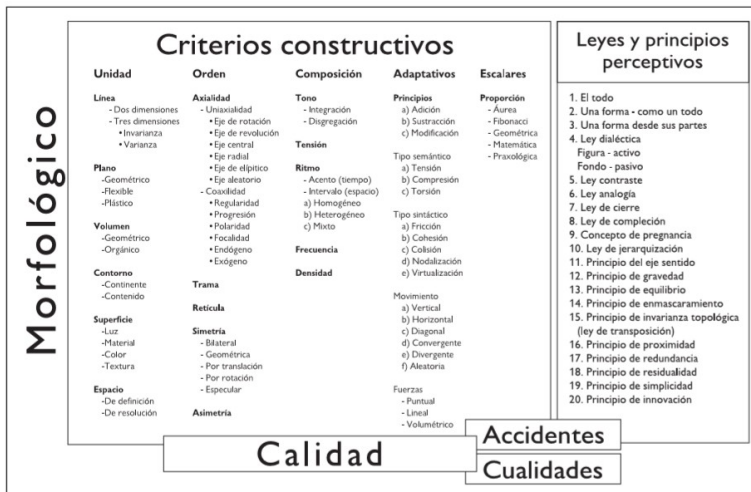 Morfológico
Criterios constructivos
Unidad
Línea
- Dos dimensiones
- Tres dimensiones
• Invarianza
• Varianza
Plano
-Geométrico
-Flexible
-Plástico
Volumen
-Geométrico
-Orgánico
Contorno
-Continente
-Contenido
Superficie
-Luz
-Material
-Color
-Textura
Espacio
-De definición
-De resolución
Orden
Axialidad
- Uniaxialidad
• Eje de rotación
• Eje de revolución
• Eje central
• Eje radial
• Eje de elipítico
• Eje aleatorio
- Coaxilidad
• Regularidad
• Progresión
• Polaridad
• Focalidad
• Endógeno
• Exógeno
Trama
Retícula
Simetría
- Bilateral
- Geométrica
- Por translación
- Por rotación
- Especular
Asimetría
Composición
Tono
- Integración
- Disgregación
Tensión
Ritmo
- Acento (tiempo)
- Intervalo (espacio)
a) Homogéneo
b) Heterogéneo
c) Mixto
Frecuencia
Densidad
Adaptativos
Principios
a) Adición
b) Sustracción
c) Modificación
Tipo semántico
a) Tensión
b) Compresión
c) Torsión
Tipo sintáctico
a) Fricción
b) Cohesión
c) Colisión
d) Nodalización
e) Virtualización
Movimiento
a) Vertical
b) Horizontal
c) Diagonal
d) Convergente
e) Divergente
f) Aleatoria
Fuerzas
- Puntual
- Lineal
- Volumétrico
Escalares
Proporción
- Áurea
- Fibonacci
- Geométrica
- Matemática
- Praxológica
Leyes y principios
perceptivos
1. El todo
2. Una forma - como un todo
3. Una forma desde sus partes
4. Ley dialéctica
Figura - activo
Fondo - pasivo
5. Ley contraste
6. Ley analogía
7. Ley de cierre
8. Ley de compleción
9. Concepto de pregnancia
10. Ley de jerarquización
11. Principio del eje sentido
12. Principio de gravedad
13. Principio de equilibrio
14. Principio de enmascaramiento
15. Principio de invarianza topológica
(ley de transposición)
16. Principio de proximidad
17. Principio de redundancia
18. Principio de residualidad
19. Principio de simplicidad
20. Principio de innovación
Calidad
Accidentes
Cualidades